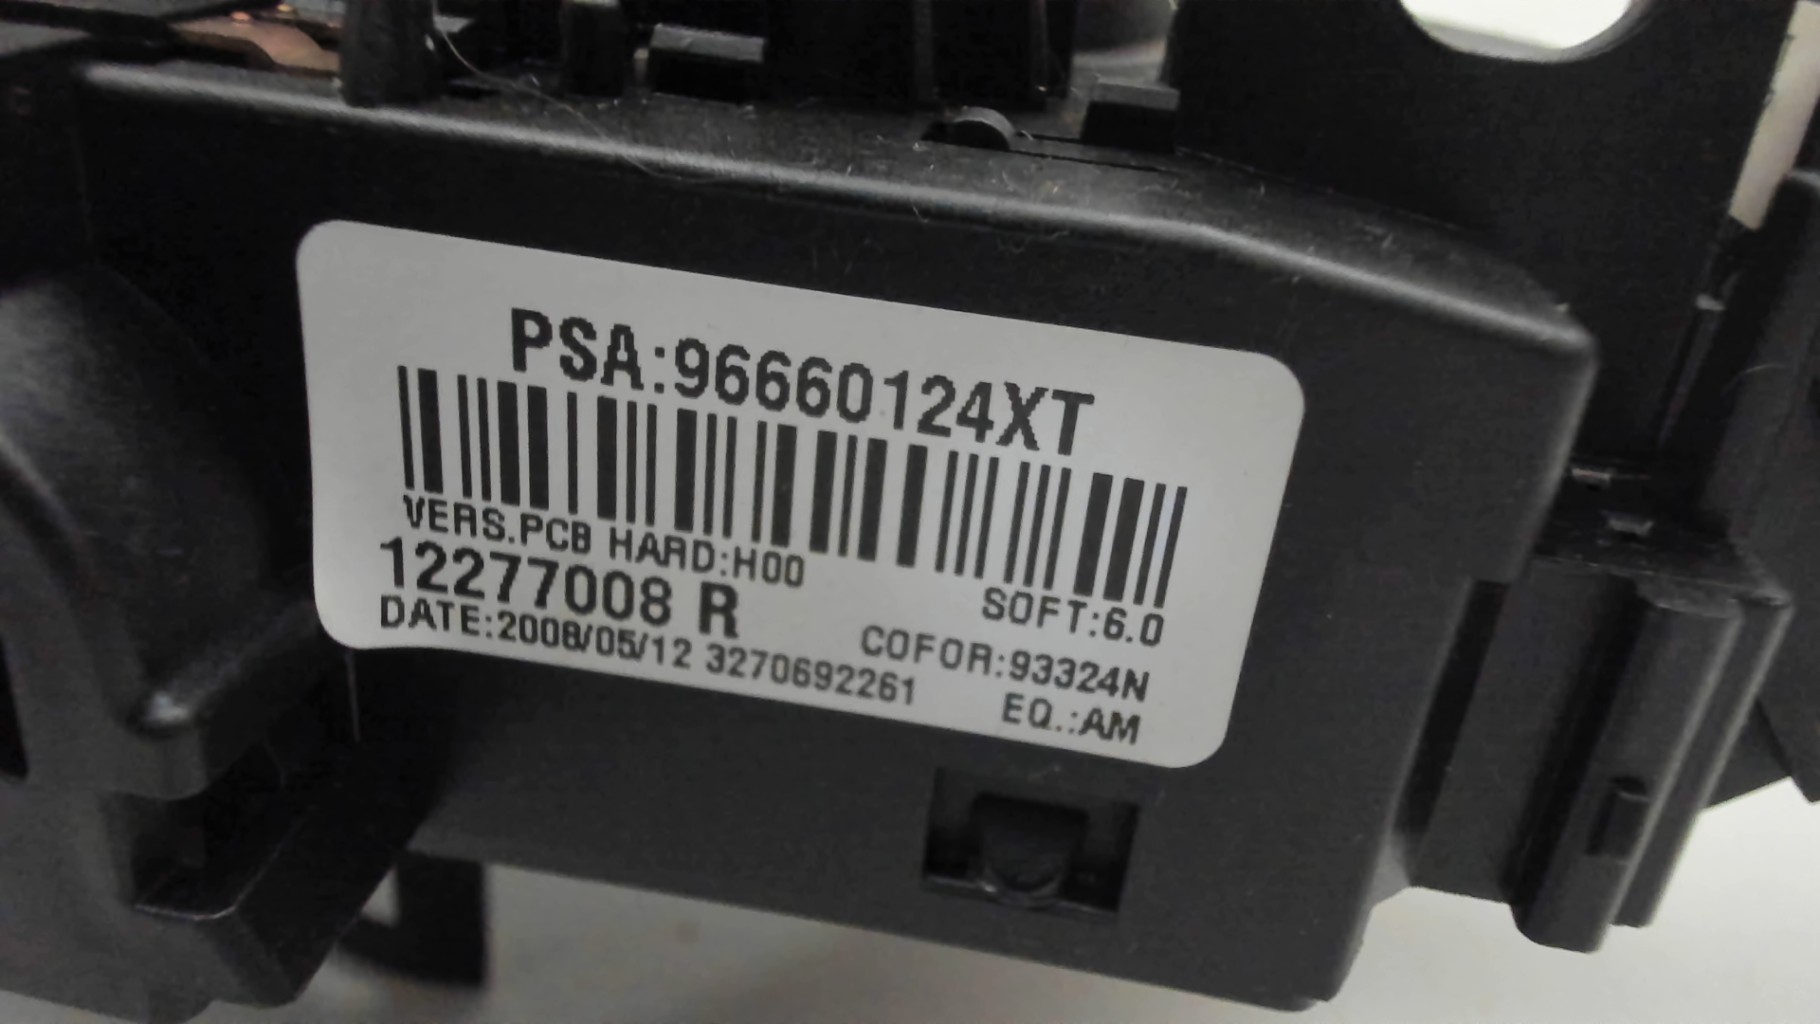 PSA:96660124XT
VERS.PCB HARD:H00
SOFT:6.0
12277008 R
COFOR:93324N
DATE:2008/05/12 3270692261
EQ.:AM